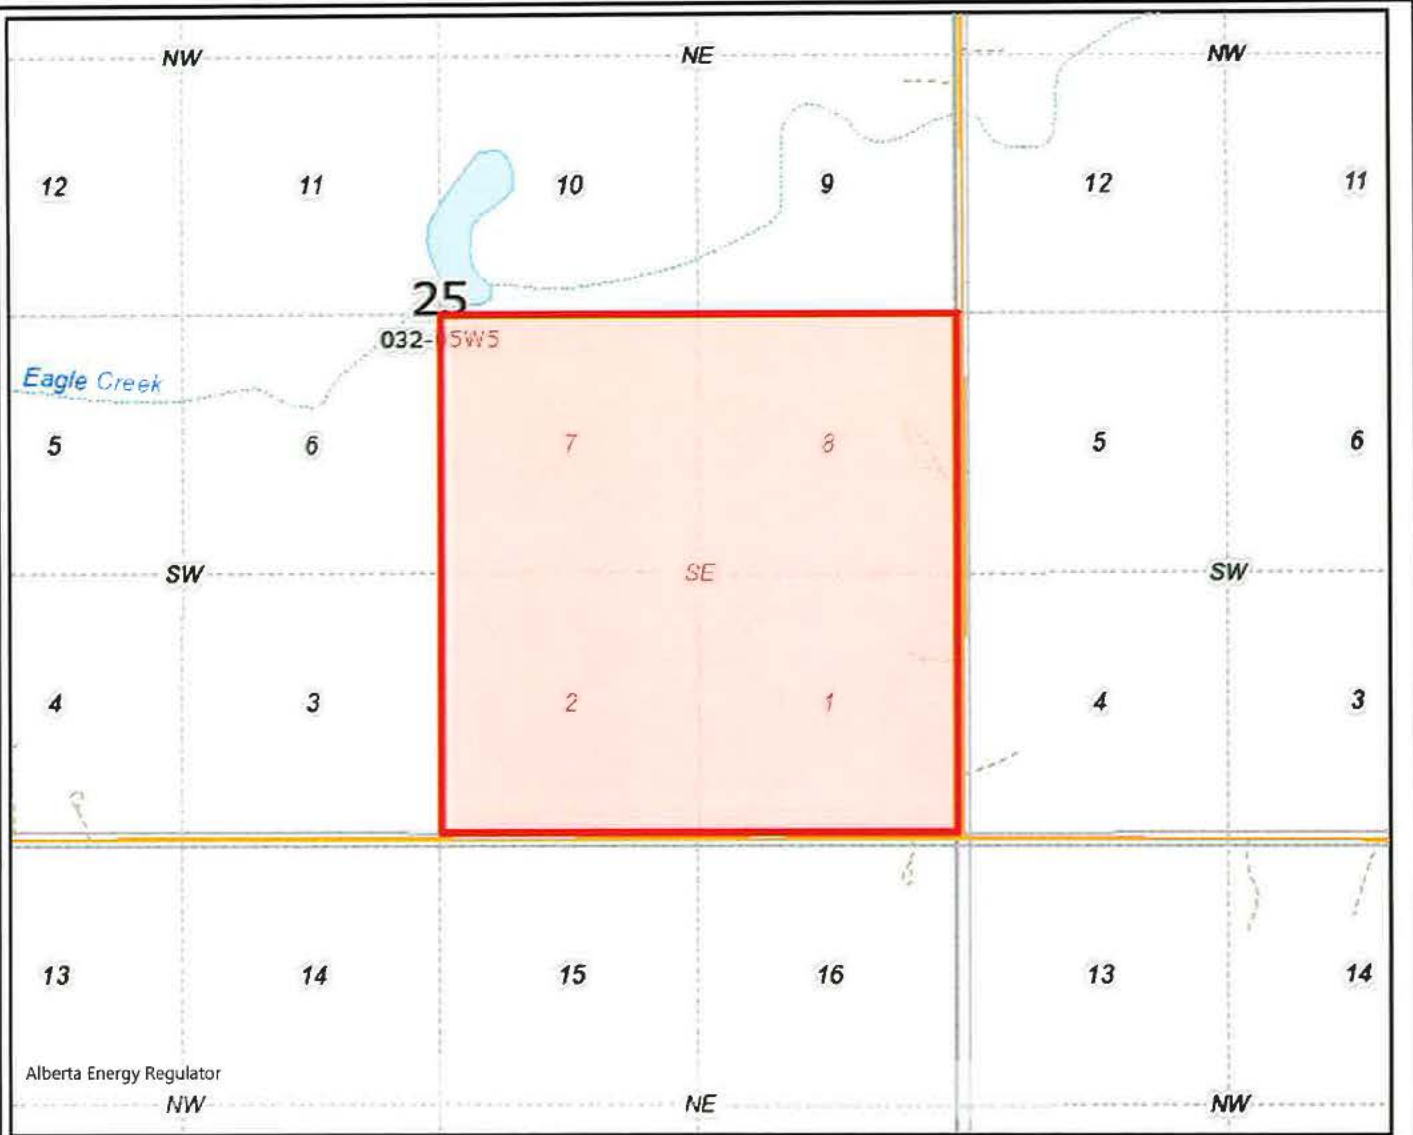 NW NE NW
12 11 10 9 12 11
25
032-05W5
Eagle Creek
5 6 7 8 5 6
SW SE SW
4 3 2 1 4 3
13 14 15 16 13 14
Alberta Energy Regulator
NW NE NW